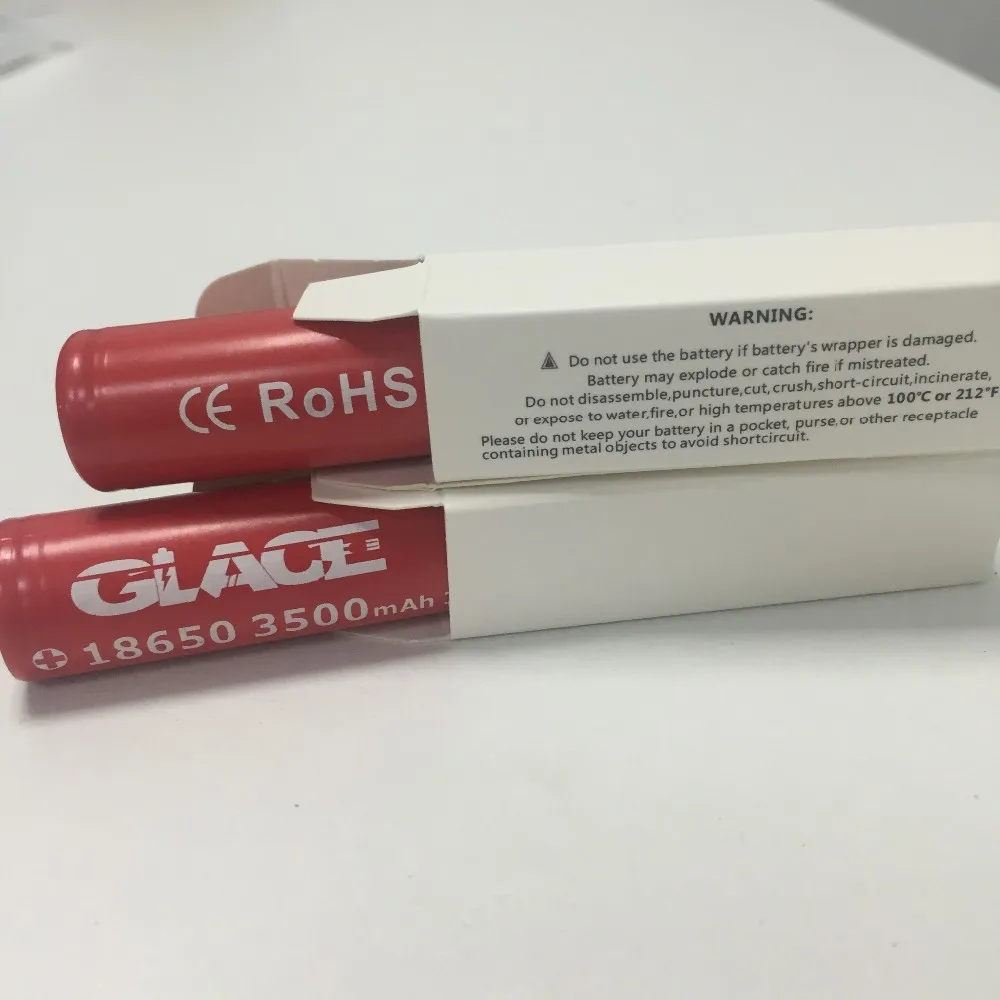 WARNING:
Do not use the battery if battery's wrapper is damaged.
Battery may explode or catch fire if mistreated.
Do not disassemble,puncture,cut,crush,short-circuit,incinerate,
or expose to water,fire,or high temperatures above 100°C or 212°F
Please do not keep your battery in a pocket, purse,or other receptacle
containing metal objects to avoid shortcircuit.
CE RoHS
GLACE
18650 3500mAh